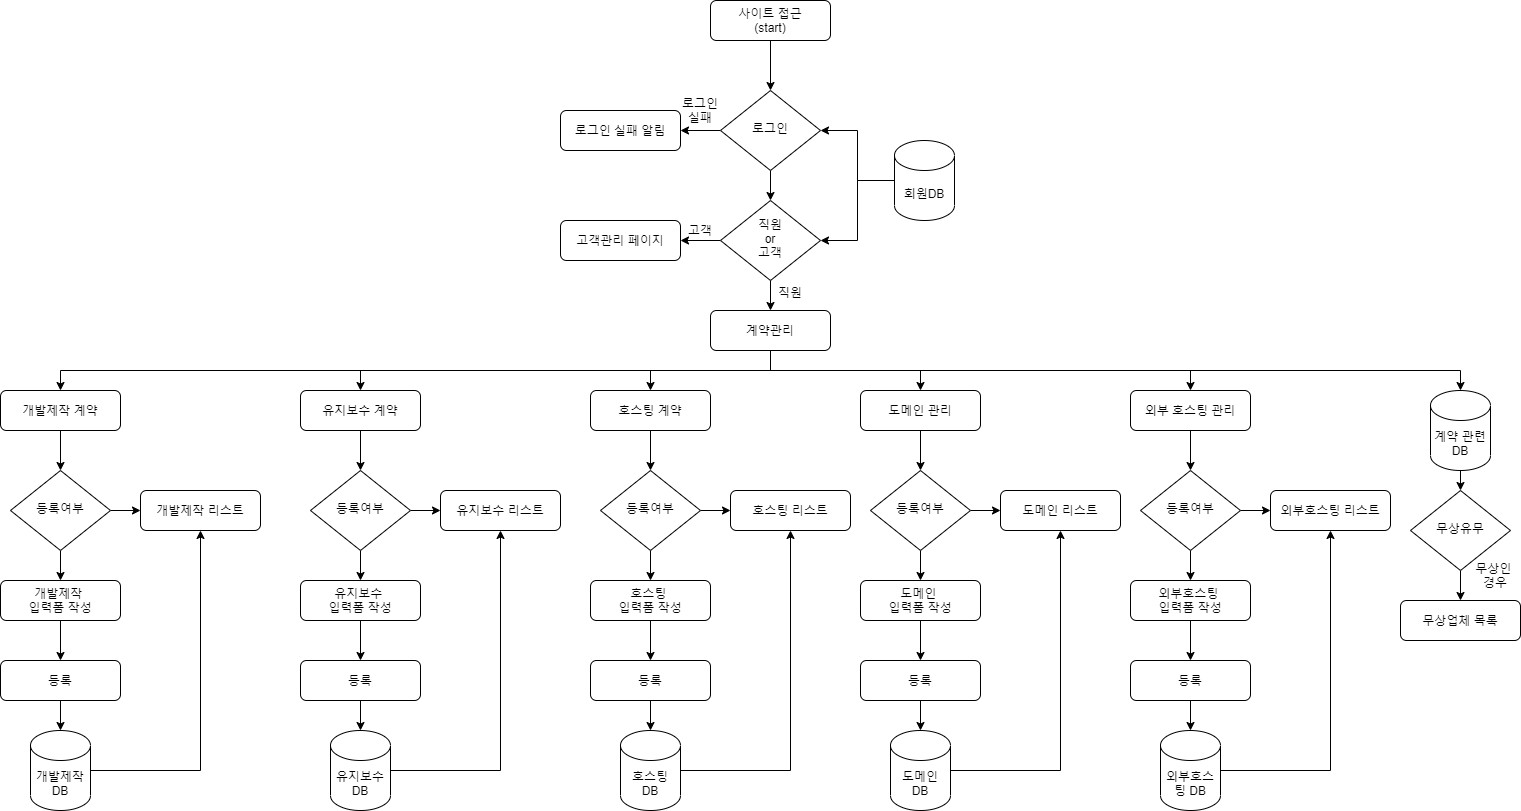 사이트 접근
(start)
로그인
실패
로그인 실패 알림
로그인
회원DB
고객관리 페이지
고객
직원
or
고객
직원
계약관리
개발제작 계약
유지보수 계약
호스팅 계약
도메인 관리
외부 호스팅 관리
계약 관련
DB
등록여부
개발제작 리스트
등록여부
유지보수 리스트
등록여부
호스팅 리스트
등록여부
도메인 리스트
등록여부
외부호스팅 리스트
무상유무
무상인
경우
개발제작
입력폼 작성
유지보수
입력폼 작성
호스팅
입력폼 작성
도메인
입력폼 작성
외부호스팅
입력폼 작성
무상업체 목록
등록
등록
등록
등록
등록
개발제작
DB
유지보수
DB
호스팅
DB
도메인
DB
외부호스
팅 DB